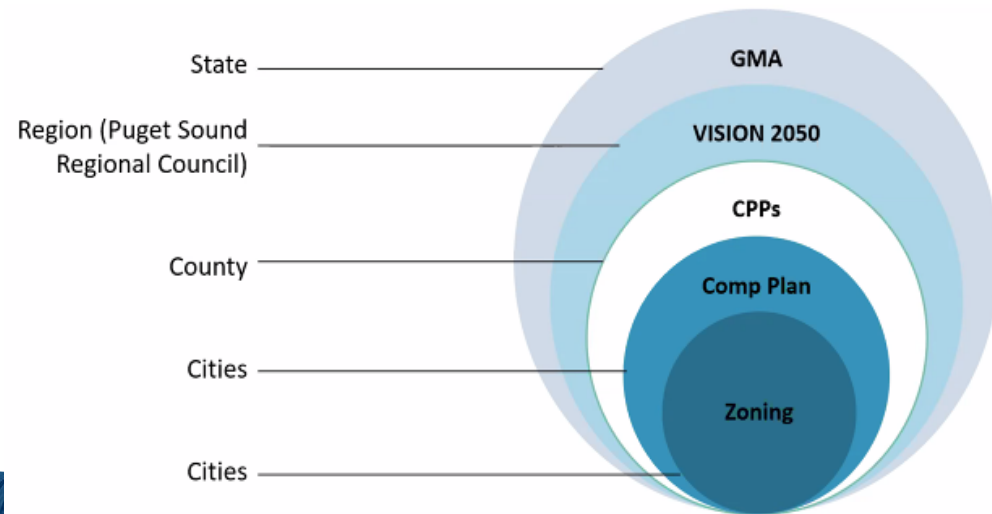 State
GMA
Region (Puget Sound
Regional Council)
VISION 2050
CPPs
County
Comp Plan
Cities
Zoning
Cities